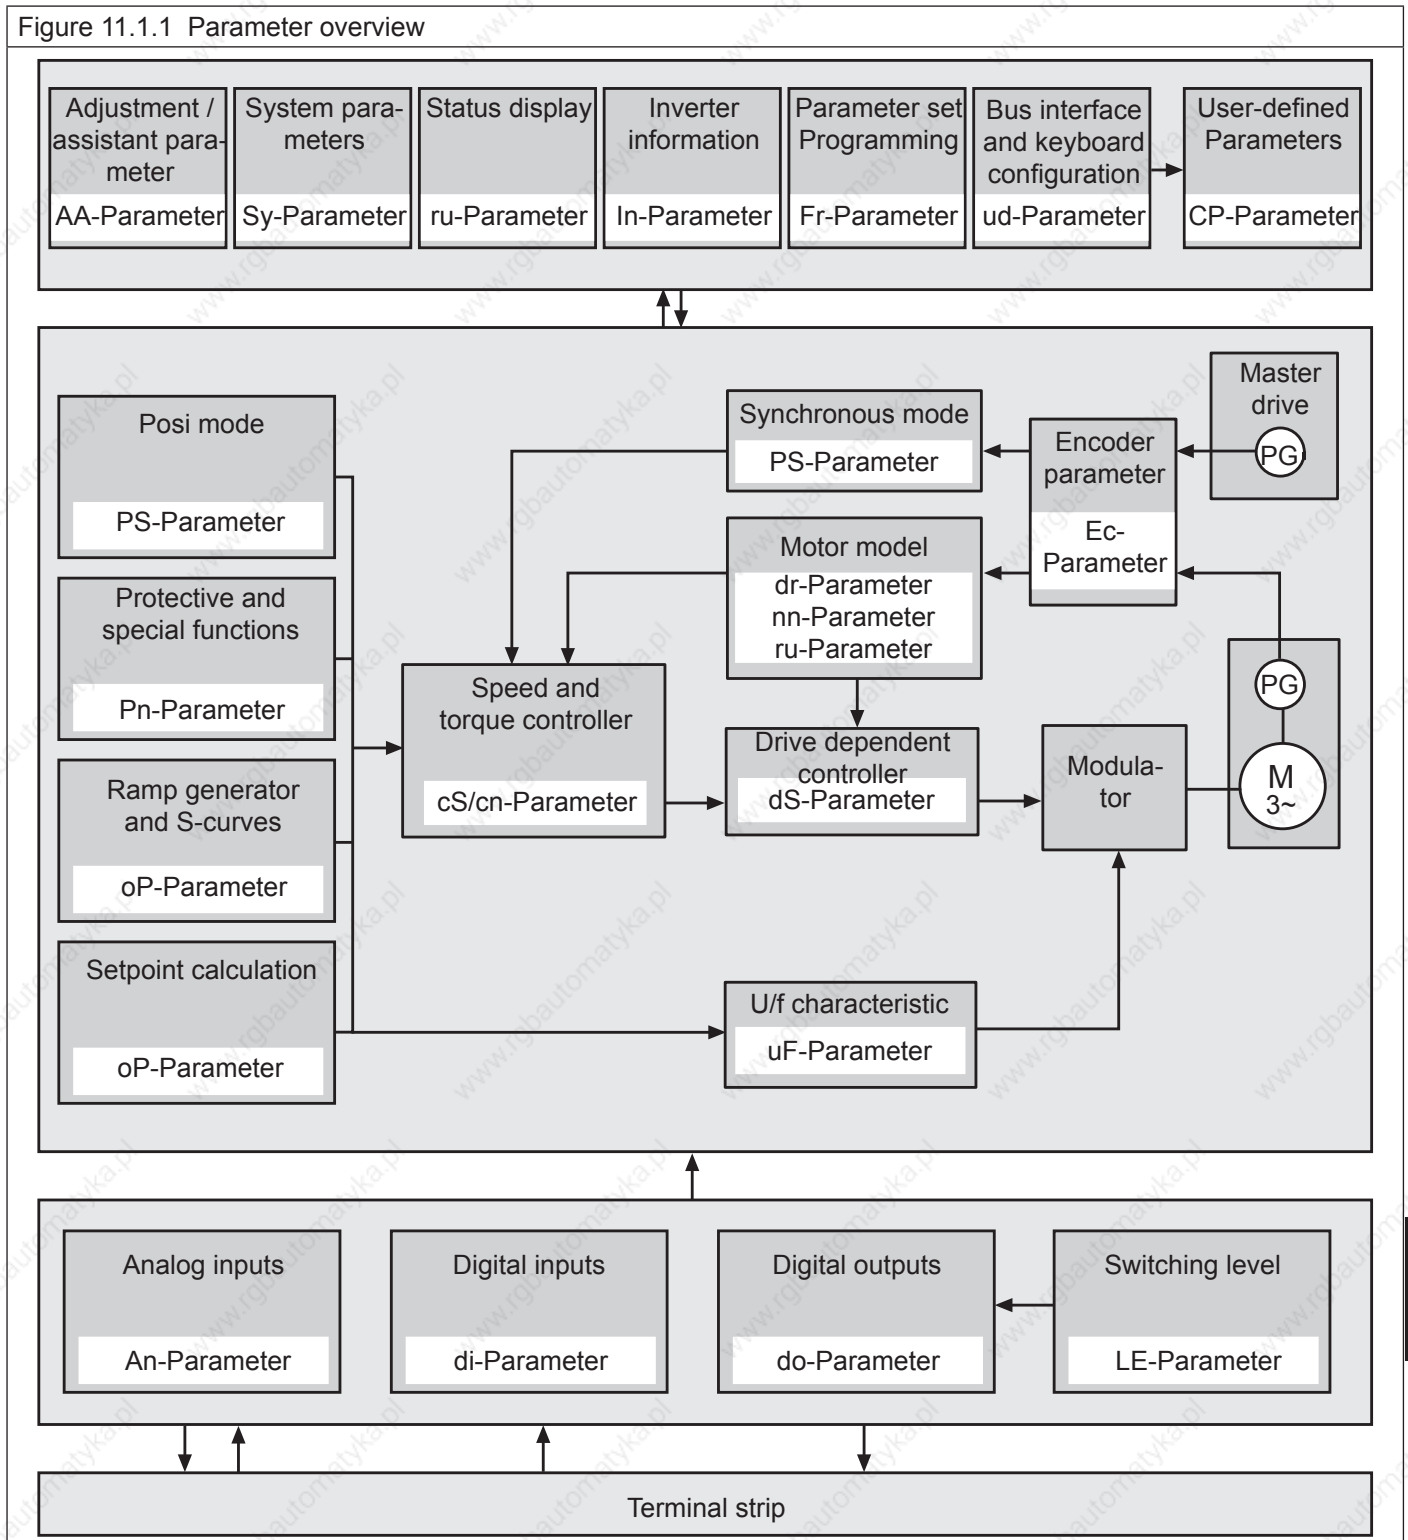 Figure 11.1.1 Parameter overview
Adjustment /
assistant para-
meter
AA-Parameter
System para-
meters
Sy-Parameter
Status display
ru-Parameter
Inverter
information
In-Parameter
Parameter set
Programming
Fr-Parameter
Bus interface
and keyboard
configuration
ud-Parameter
User-defined
Parameters
CP-Parameter
Posi mode
PS-Parameter
Protective and
special functions
Pn-Parameter
Ramp generator
and S-curves
oP-Parameter
Setpoint calculation
oP-Parameter
Speed and
torque controller
cS/cn-Parameter
Synchronous mode
PS-Parameter
Motor model
dr-Parameter
nn-Parameter
ru-Parameter
Drive dependent
controller
dS-Parameter
U/f characteristic
uF-Parameter
Encoder
parameter
Ec-
Parameter
Master
drive
PG
Modula-
tor
PG
M
3~
Analog inputs
An-Parameter
Digital inputs
di-Parameter
Digital outputs
do-Parameter
Switching level
LE-Parameter
Terminal strip
www.rgbautomatyka.pl